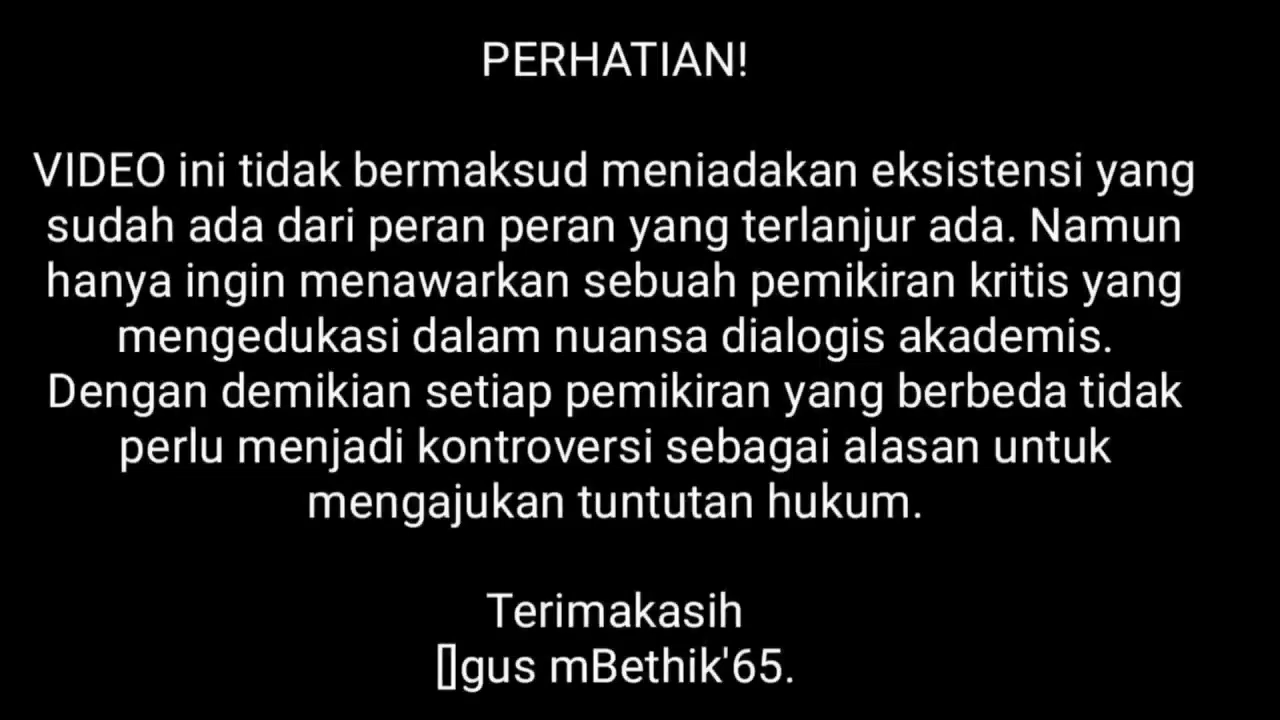 PERHATIAN!
VIDEO ini tidak bermaksud meniadakan eksistensi yang
sudah ada dari peran peran yang terlanjur ada. Namun
hanya ingin menawarkan sebuah pemikiran kritis yang
mengedukasi dalam nuansa dialogis akademis.
Dengan demikian setiap pemikiran yang berbeda tidak
perlu menjadi kontroversi sebagai alasan untuk
mengajukan tuntutan hukum.
Terimakasih
[]gus mBethik'65.